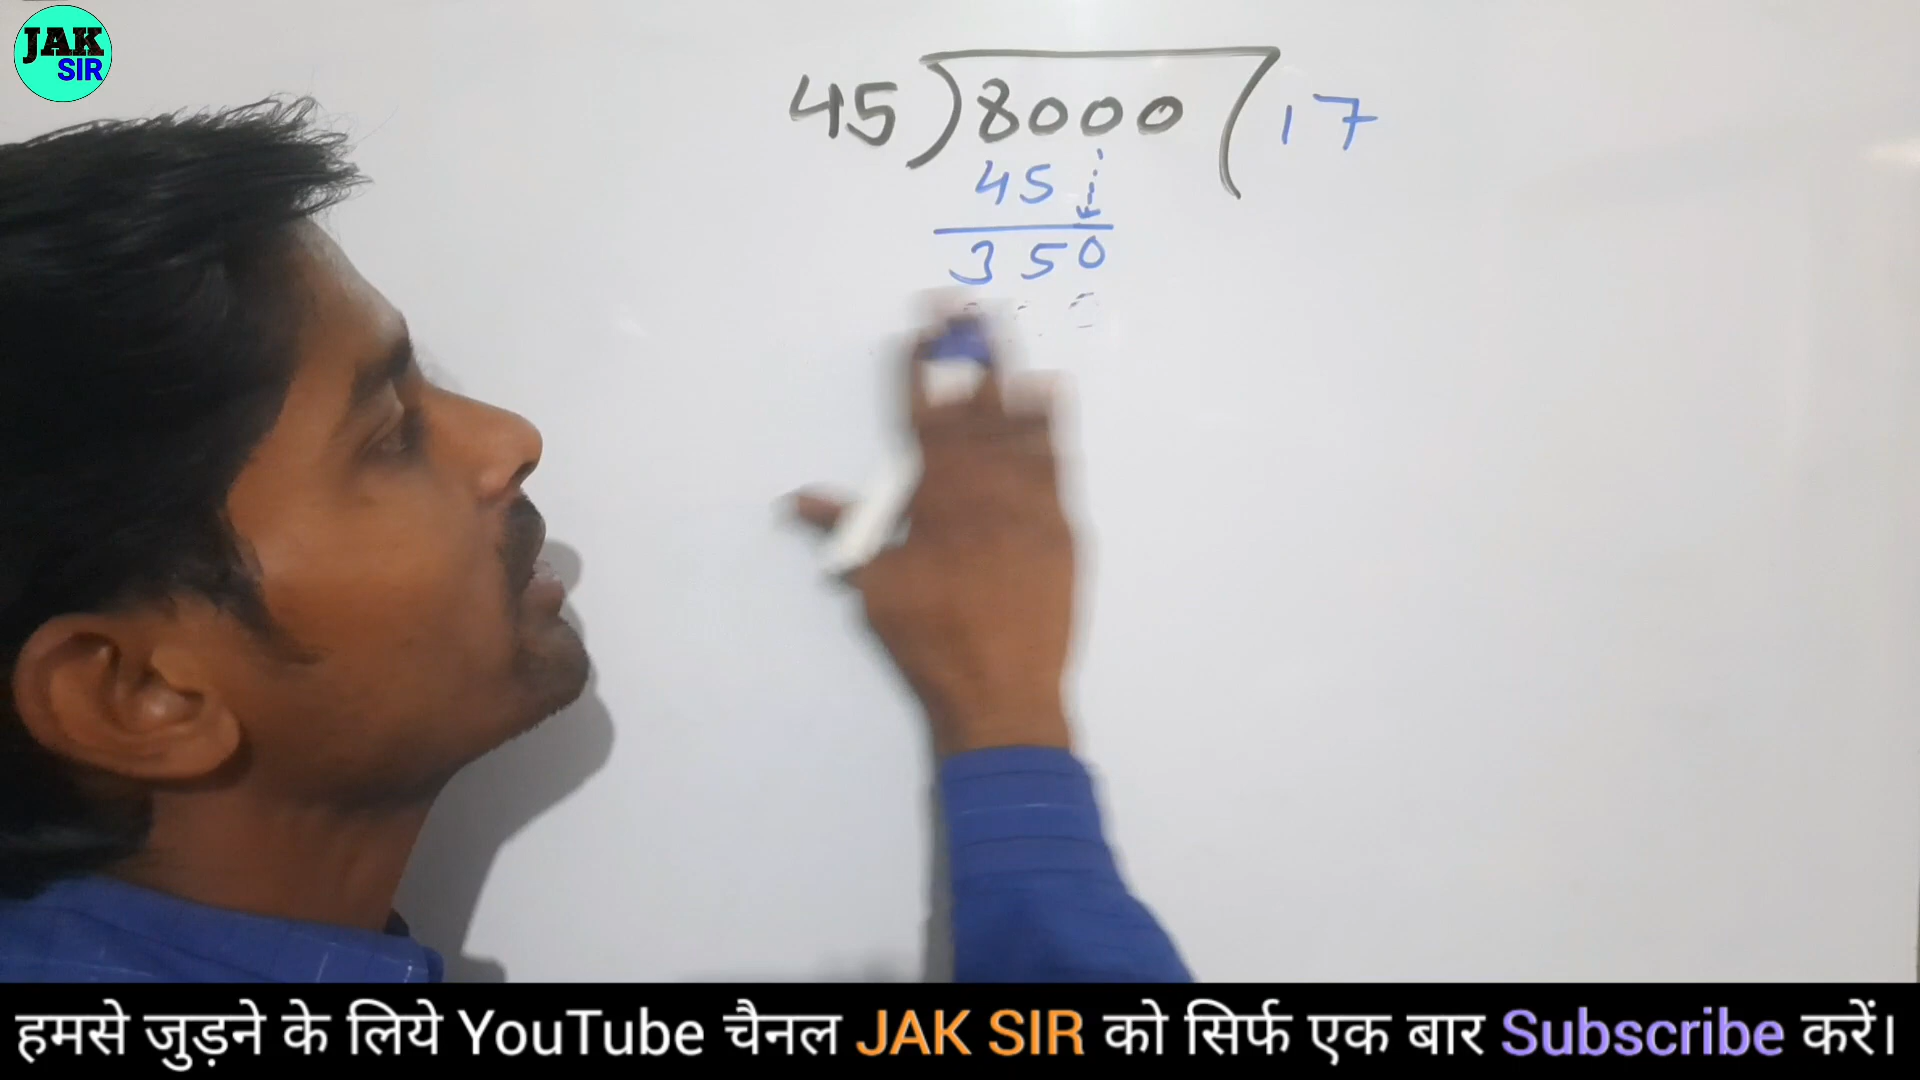 JAK
SIR
45)8000(17
45
350
हमसे जुड़ने के लिये YouTube चैनल JAK SIR को सिर्फ एक बार Subscribe करें।